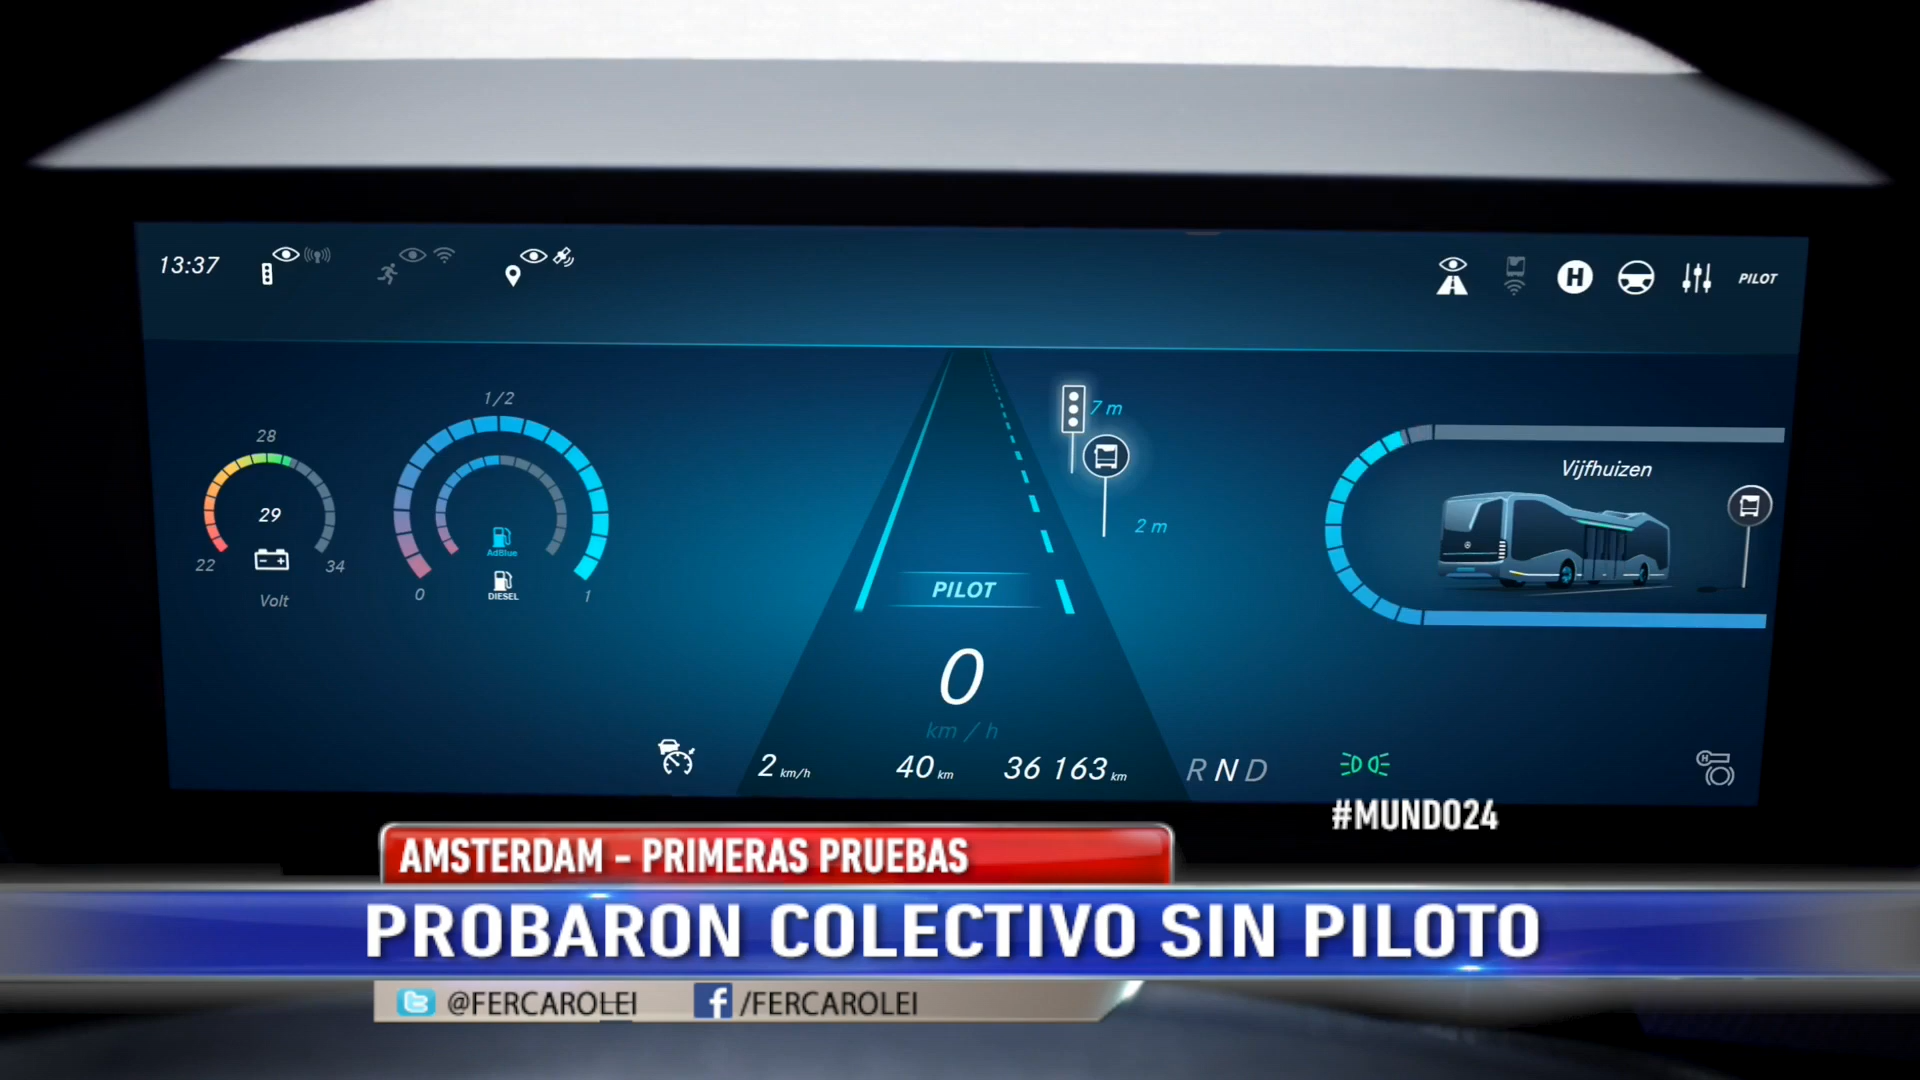 13:37
H
PILOT
1/2
7 m
28
Vijfhuizen
29
2 m
AdBlue
22
34
DIESEL
PILOT
0
1
Volt
0
km / h
2 km/h
40 km
36 163 km
R N D
#MUNDO24
AMSTERDAM - PRIMERAS PRUEBAS
PROBARON COLECTIVO SIN PILOTO
@FERCAROLEI
/FERCAROLEI